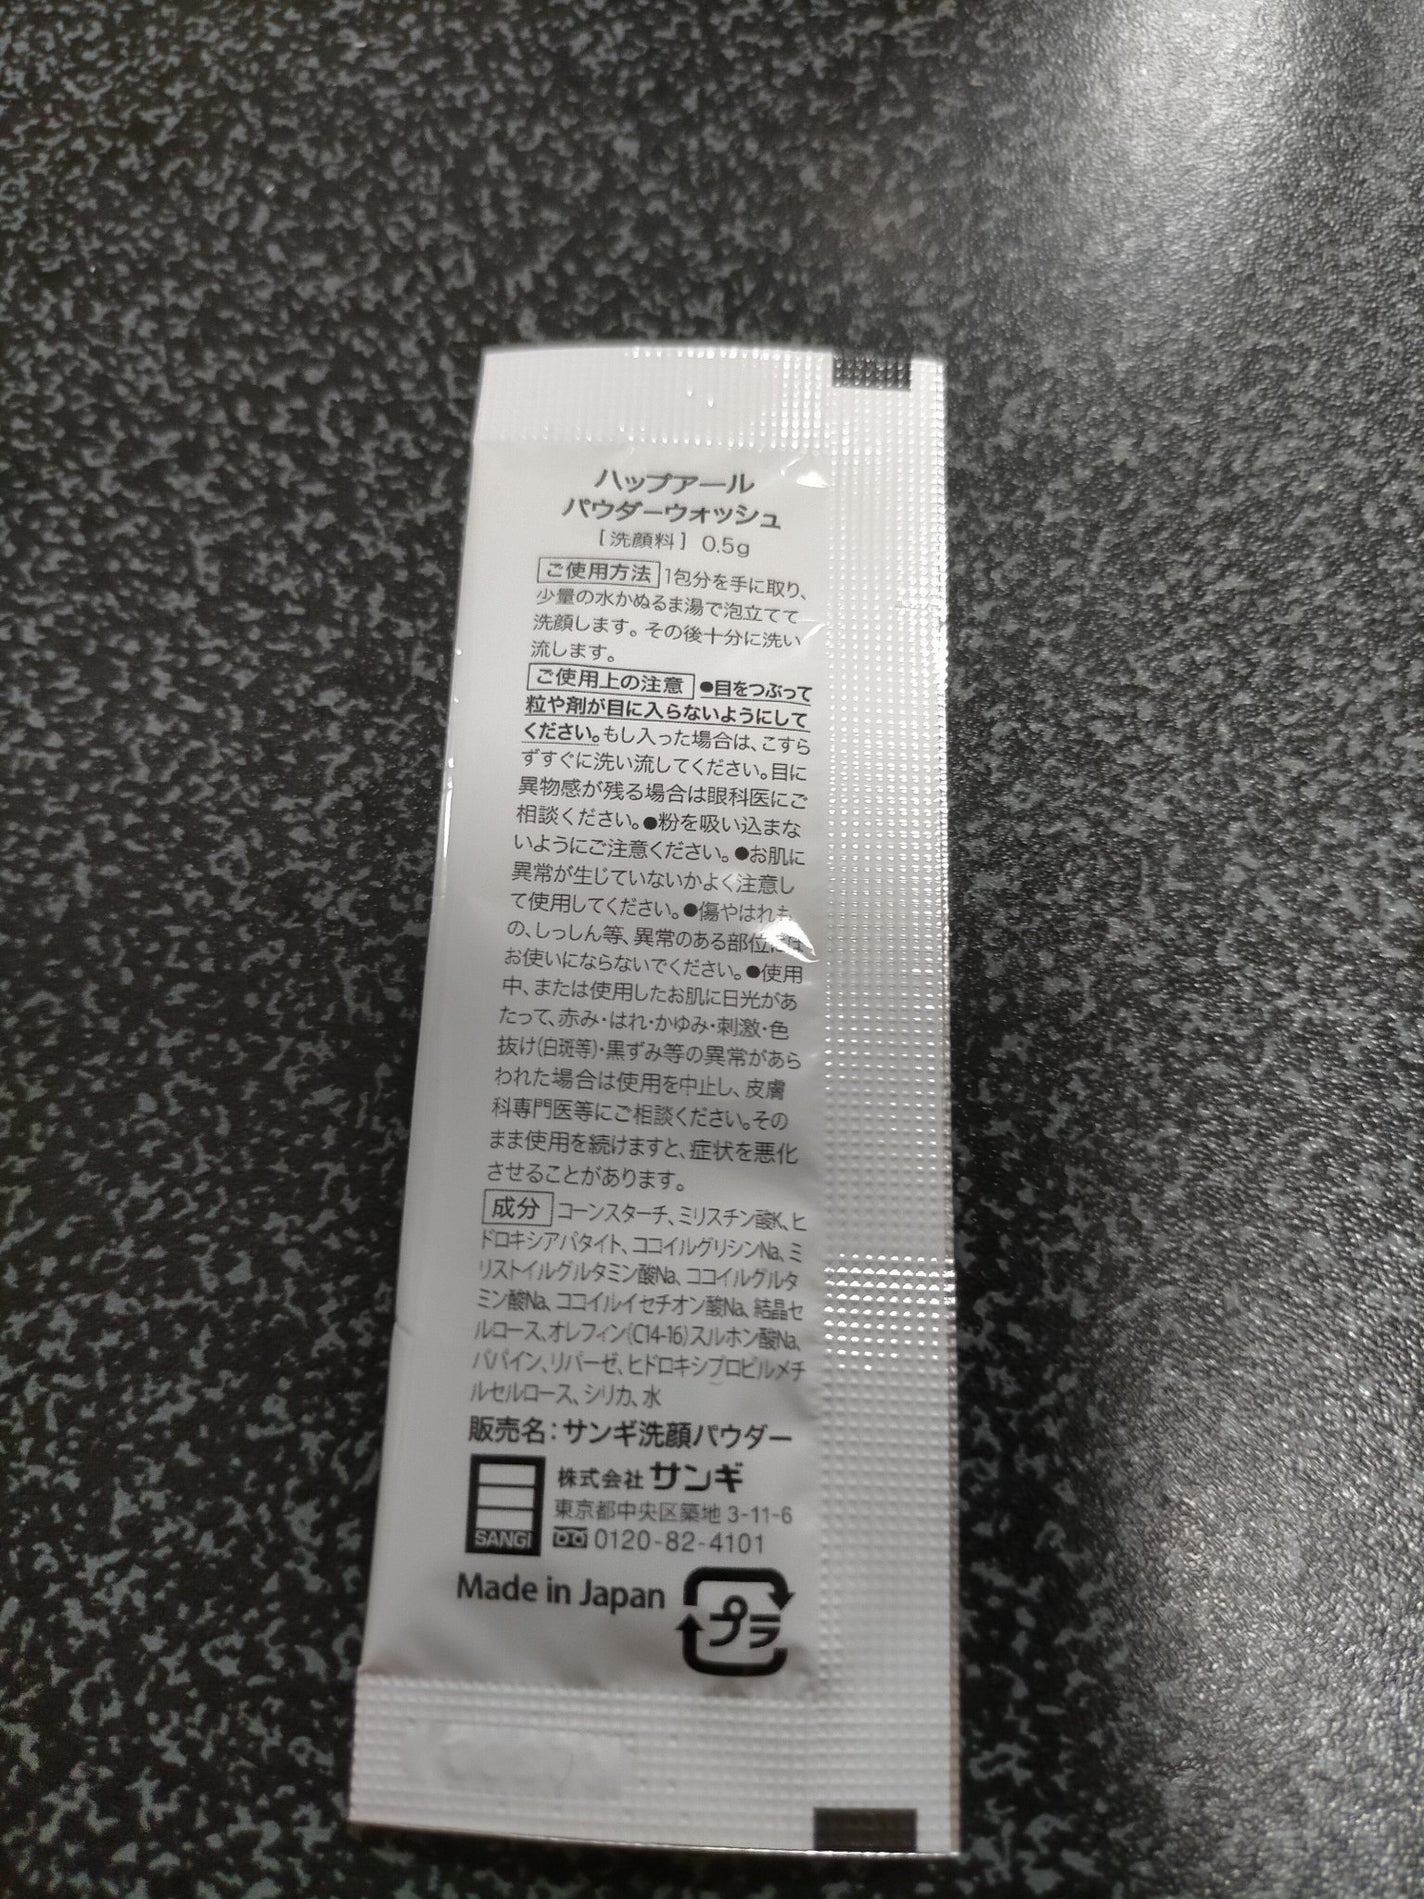 ハップアール
パウダーウォッシュ
[洗顔料] 0.5g
ご使用方法 1包分を手に取り、
少量の水かぬるま湯で泡立てて
洗顔します。その後十分に洗い
流します。
ご使用上の注意 ●目をつぶって
粒や剤が目に入らないようにして
ください。もし入った場合は、こすら
ずすぐに洗い流してください。目に
異物感が残る場合は眼科医にご
相談ください。●粉を吸い込まな
いようにご注意ください。●お肌に
異常が生じていないかよく注意し
て使用してください。●傷やはれも
の、しっしん等、異常のある部位には
お使いにならないでください。●使用
中、または使用したお肌に日光があ
たって、赤み・はれ・かゆみ・刺激・色
抜け(白斑等)・黒ずみ等の異常があら
われた場合は使用を中止し、皮膚
科専門医等にご相談ください。その
まま使用を続けますと、症状を悪化
させることがあります。
成分 コーンスターチ、ミリスチン酸K、ヒ
ドロキシアパタイト、ココイルグリシンNa、ミ
リストイルグルタミン酸Na、ココイルグルタ
ミン酸Na、ココイルイセチオン酸Na、結晶セ
ルロース、オレフィン(C14-16)スルホン酸Na、
パパイン、リパーゼ、ヒドロキシプロピルメチ
ルセルロース、シリカ、水
販売名：サンギ洗顔パウダー
株式会社 サンギ
東京都中央区築地 3-11-6
SANGI 0120-82-4101
Made in Japan プラ